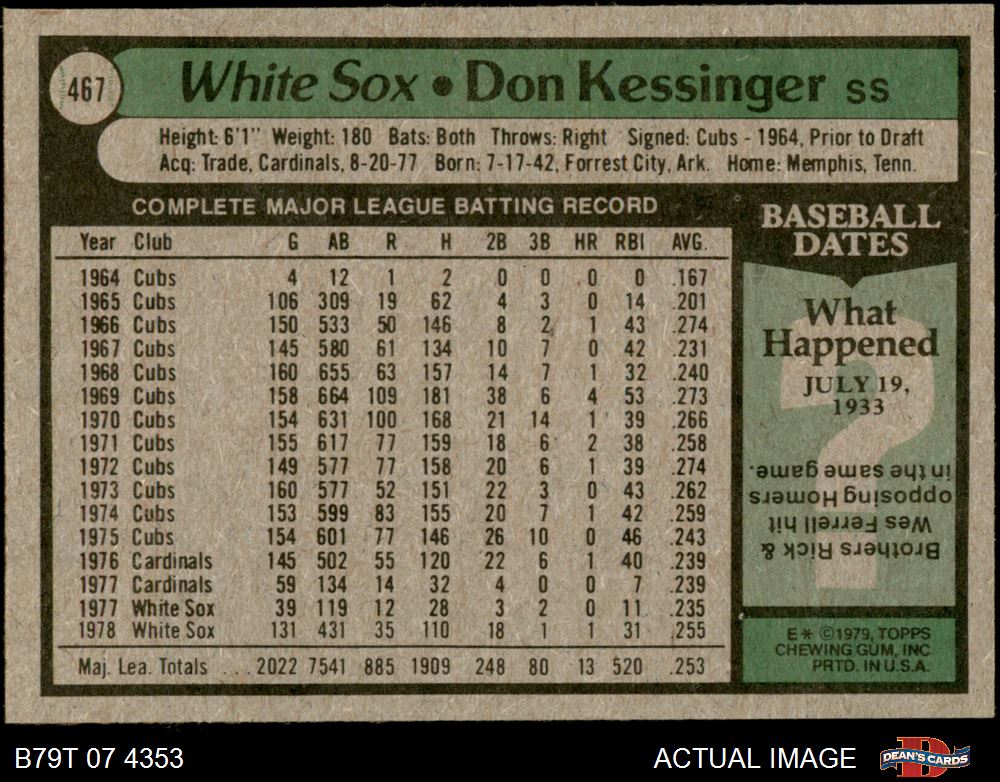 467
White Sox • Don Kessinger SS
Height: 6'1" Weight: 180 Bats: Both Throws: Right Signed: Cubs - 1964, Prior to Draft
Acq: Trade, Cardinals, 8-20-77 Born: 7-17-42, Forrest City, Ark. Home: Memphis, Tenn.
COMPLETE MAJOR LEAGUE BATTING RECORD
Year Club G AB R H 2B 3B HR RBI AVG.
1964 Cubs 4 12 1 2 0 0 0 0 .167
1965 Cubs 106 309 19 62 4 3 0 14 .201
1966 Cubs 150 533 50 146 8 2 1 43 .274
1967 Cubs 145 580 61 134 10 7 0 42 .231
1968 Cubs 160 655 63 157 14 7 1 32 .240
1969 Cubs 158 664 109 181 38 6 4 53 .273
1970 Cubs 154 631 100 168 21 14 1 39 .266
1971 Cubs 155 617 77 159 18 6 2 38 .258
1972 Cubs 149 577 77 158 20 6 1 39 .274
1973 Cubs 160 577 52 151 22 3 0 43 .262
1974 Cubs 153 599 83 155 20 7 1 42 .259
1975 Cubs 154 601 77 146 26 10 0 46 .243
1976 Cardinals 145 502 55 120 22 6 1 40 .239
1977 Cardinals 59 134 14 32 4 0 0 7 .239
1977 White Sox 39 119 12 28 3 2 0 11 .235
1978 White Sox 131 431 35 110 18 1 1 31 .255
Maj. Lea. Totals . . . . 2022 7541 885 1909 248 80 13 520 .253
BASEBALL
DATES
What
Happened
JULY 19,
1933
?
Brothers Rick &
Wes Ferrell hit
opposing Homers
in the same game.
E* ©1979, TOPPS
CHEWING GUM, INC
PRTD. IN U.S.A.
B79T 07 4353
ACTUAL IMAGE
D
DEAN'S CARDS